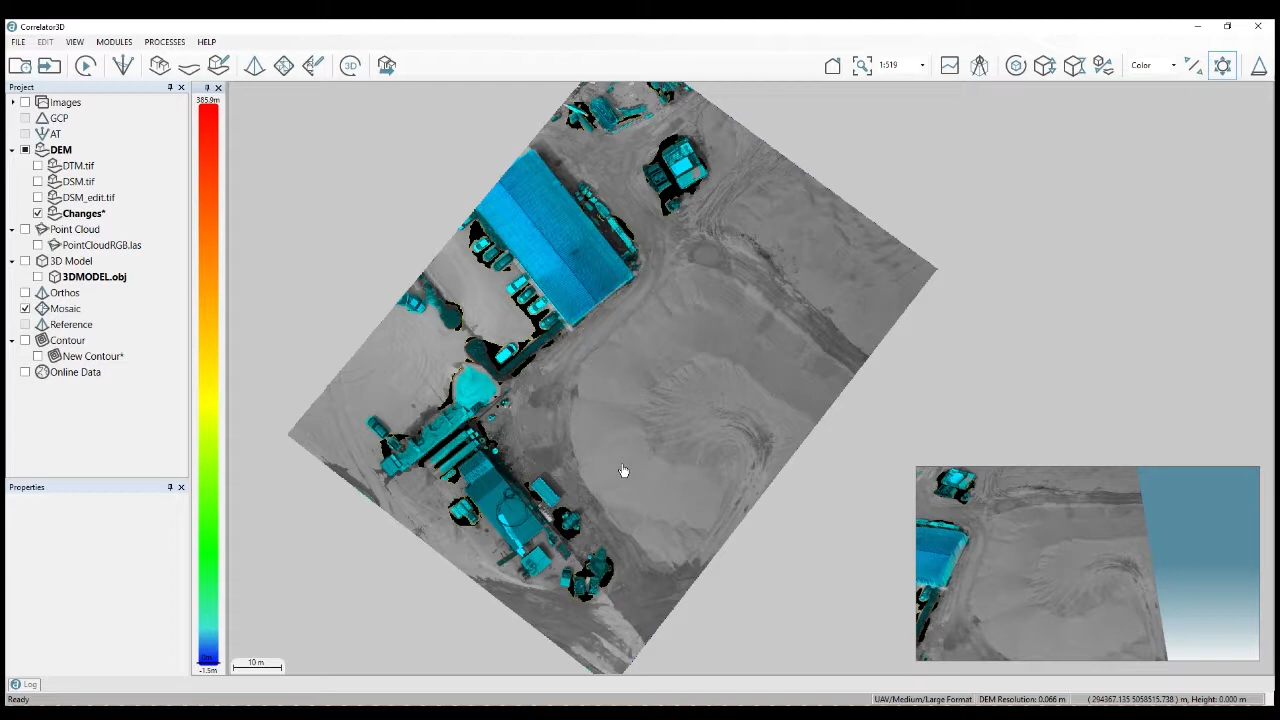 Correlator3D
FILE EDIT VIEW MODULES PROCESSES HELP
3D
1:519
Color
Project
385.9m
Images
GCP
AT
DEM
DTM.tif
DSM.tif
DSM_edit.tif
Changes*
Point Cloud
PointCloudRGB.las
3D Model
3DMODEL.obj
Orthos
Mosaic
Reference
Contour
New Contour*
Online Data
Properties
0m
-1.5m
10 m
Log
Ready
UAV/Medium/Large Format
DEM Resolution: 0.066 m
( 294367.135 5058515.738 ) m, Height: 0.000 m